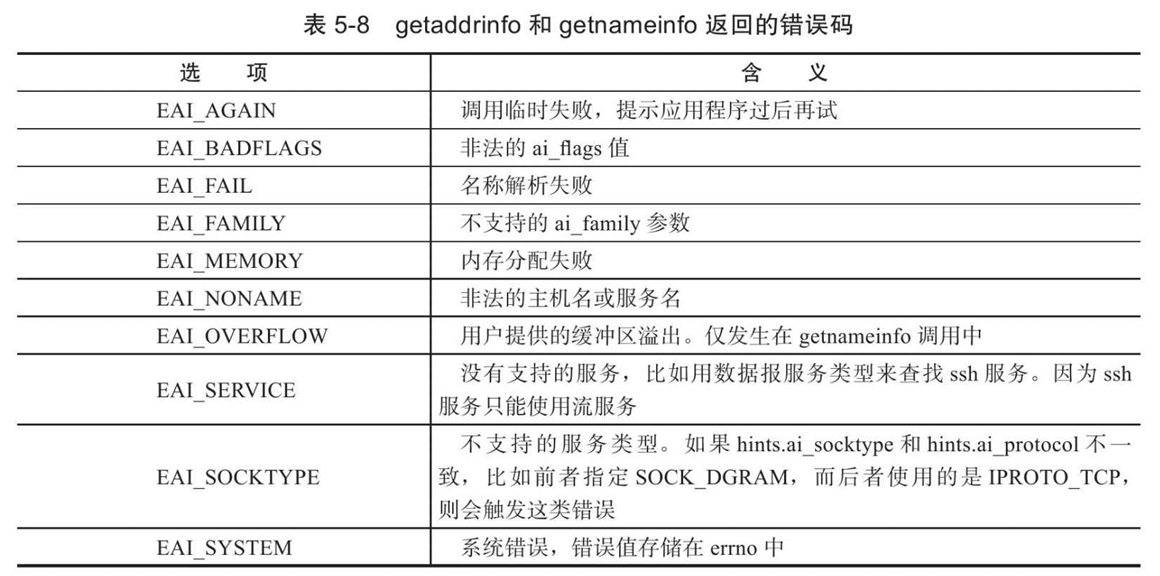 表 5-8 getaddrinfo 和 getnameinfo 返回的错误码
选 项 含 义
EAI_AGAIN 调用临时失败，提示应用程序过后再试
EAI_BADFLAGS 非法的 ai_flags 值
EAI_FAIL 名称解析失败
EAI_FAMILY 不支持的 ai_family 参数
EAI_MEMORY 内存分配失败
EAI_NONAME 非法的主机名或服务名
EAI_OVERFLOW 用户提供的缓冲区溢出。仅发生在 getnameinfo 调用中
EAI_SERVICE 没有支持的服务，比如用数据报服务类型来查找 ssh 服务。因为 ssh
服务只能使用流服务
EAI_SOCKTYPE 不支持的服务类型。如果 hints.ai_socktype 和 hints.ai_protocol 不一
致，比如前者指定 SOCK_DGRAM，而后者使用的是 IPROTO_TCP，
则会触发这类错误
EAI_SYSTEM 系统错误，错误值存储在 errno 中